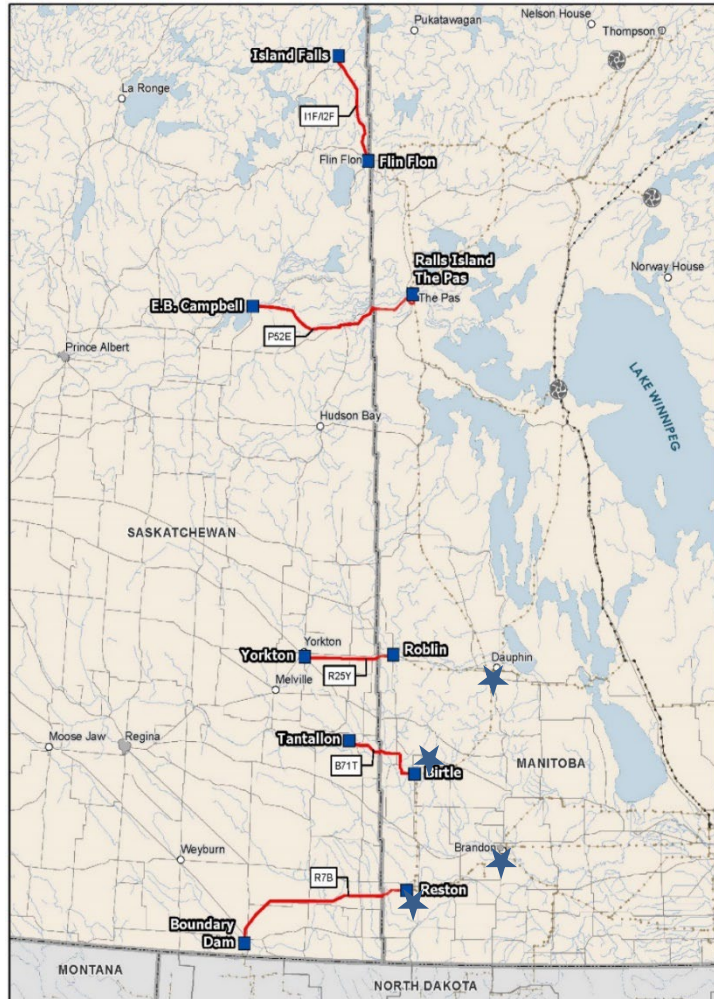 Pukatawagan
Nelson House
Thompson
Island Falls
La Ronge
I1F/I2F
Flin Flon
Flin Flon
Ralls Island
The Pas
The Pas
Norway House
E.B. Campbell
P52E
Prince Albert
LAKE WINNIPEG
Hudson Bay
SASKATCHEWAN
Yorkton
Yorkton
Roblin
Dauphin
R25Y
Melville
Moose Jaw
Regina
Tantallon
B71T
Birtle
MANITOBA
Weyburn
Brandon
R7B
Reston
Boundary
Dam
MONTANA
NORTH DAKOTA